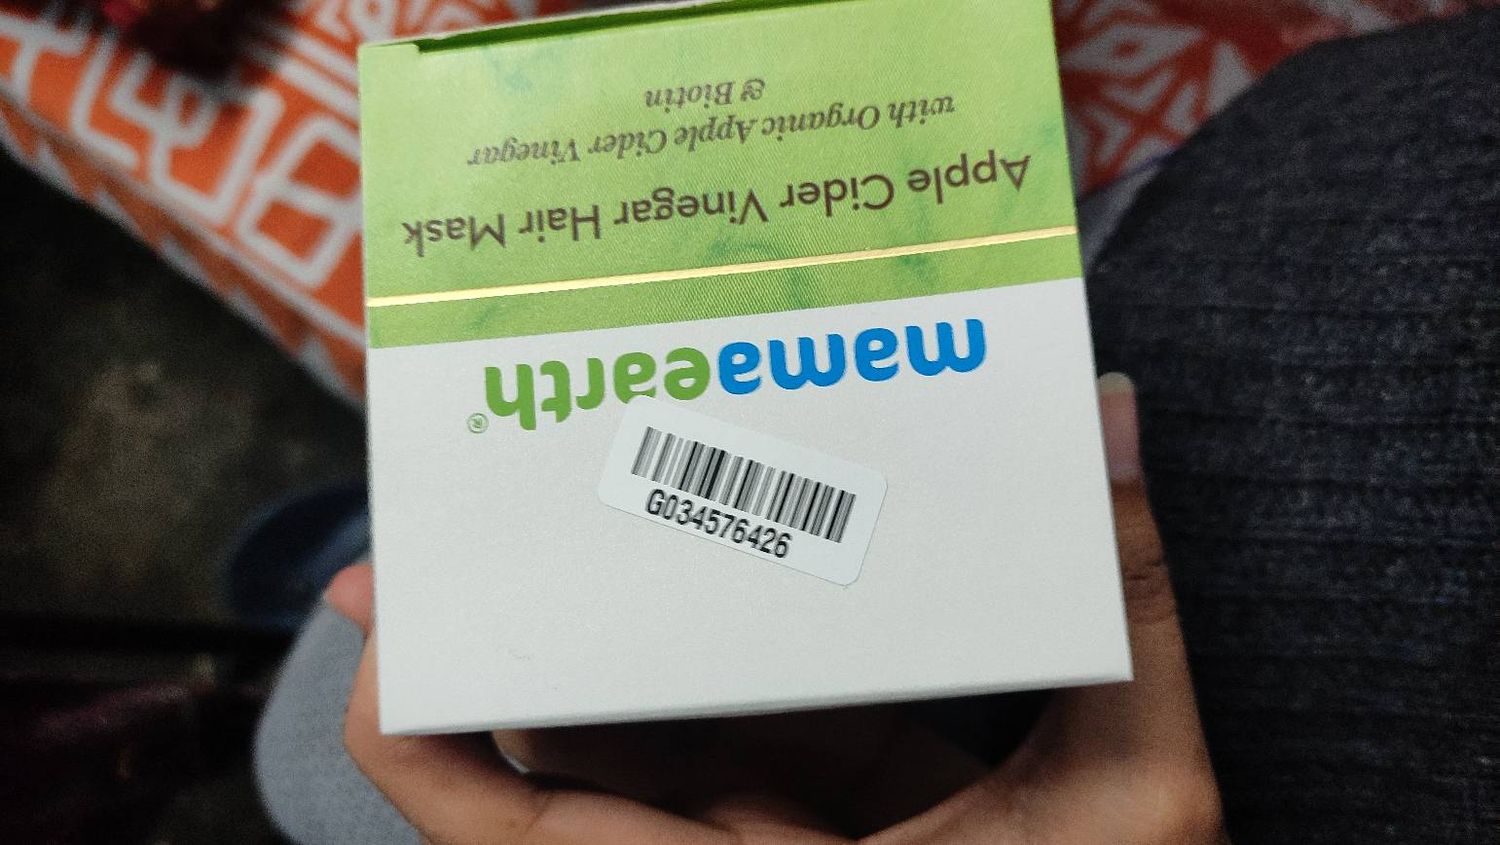 mamaearth®
Apple Cider Vinegar Hair Mask
with Organic Apple Cider Vinegar
& Biotin
G034576426